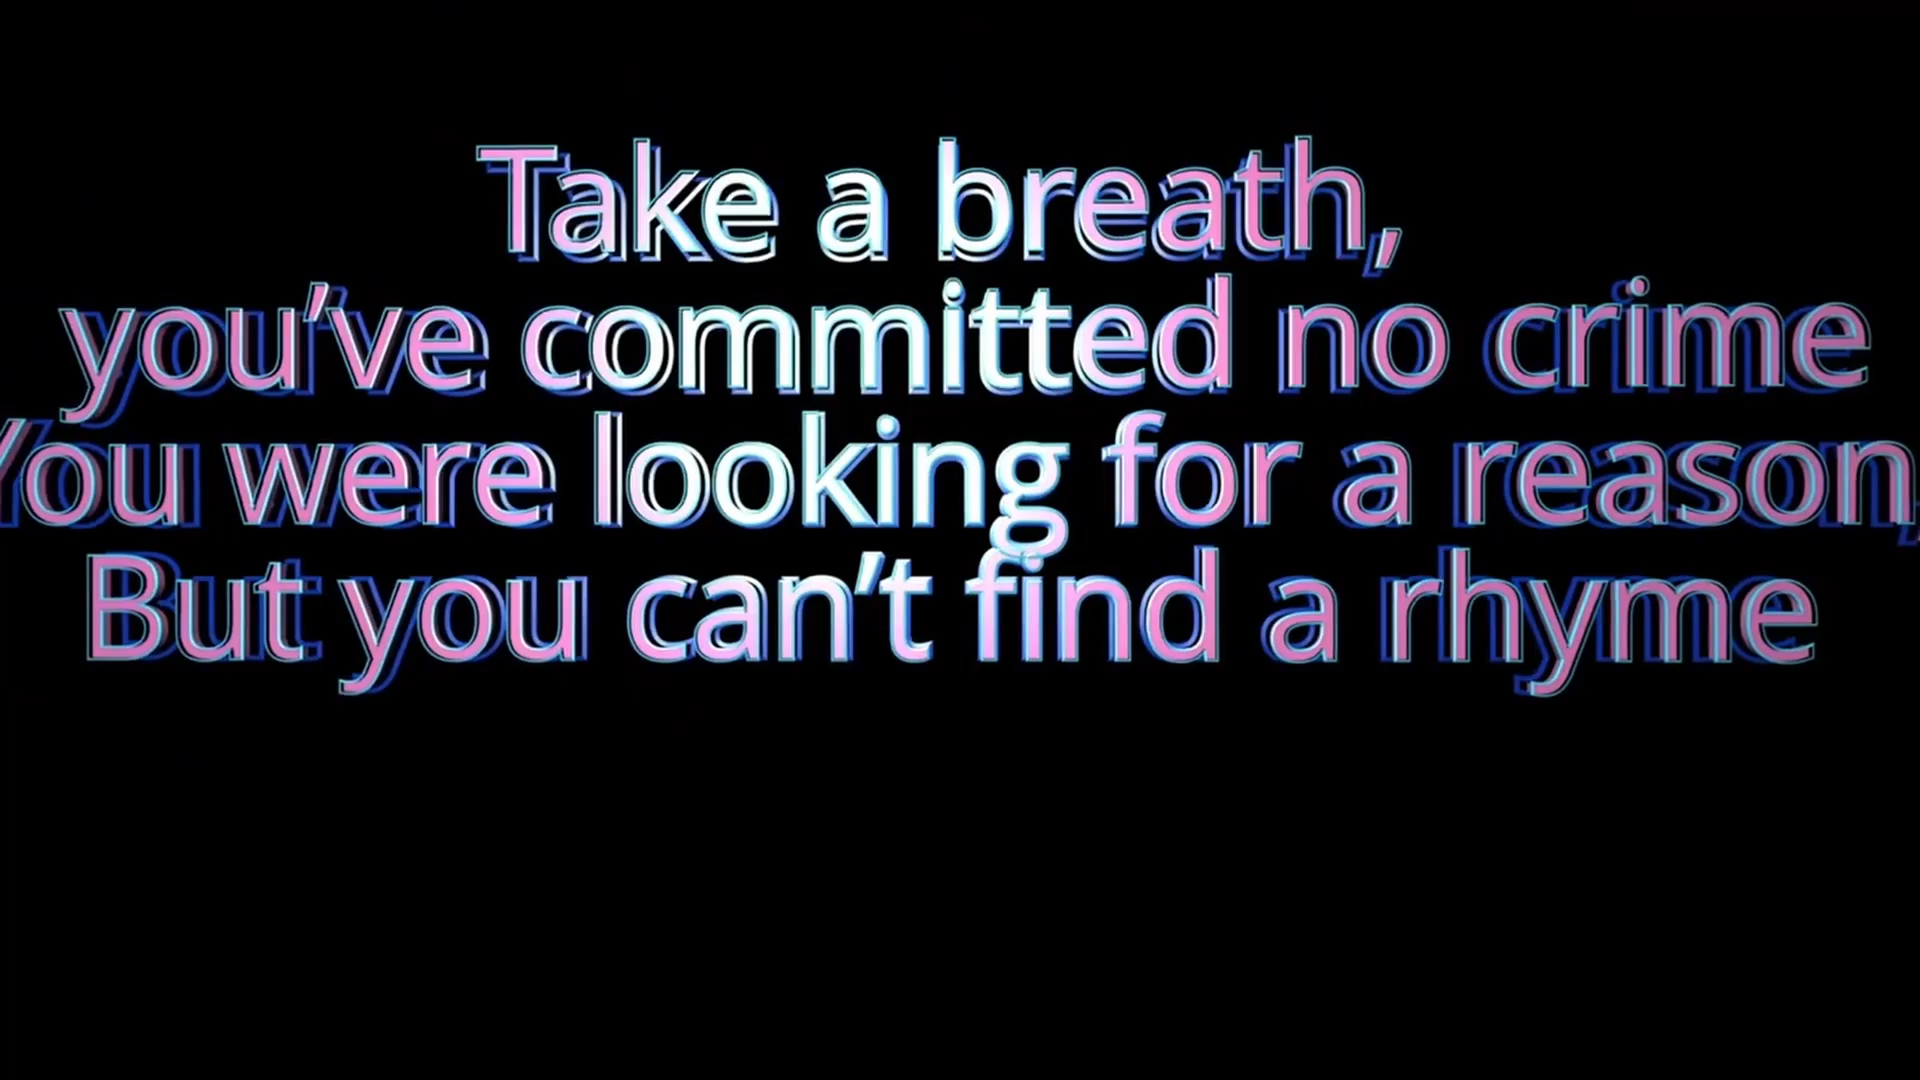 Take a breath,
you’ve committed no crime
You were looking for a reason,
But you can’t find a rhyme